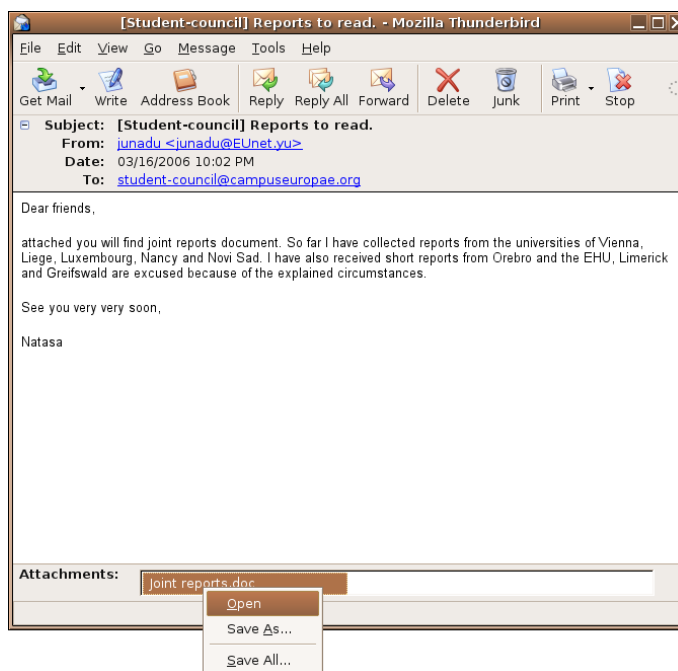 [Student-council] Reports to read. - Mozilla Thunderbird
File Edit View Go Message Tools Help
Get Mail Write Address Book Reply Reply All Forward Delete Junk Print Stop
Subject: [Student-council] Reports to read.
From: junadu <junadu@EUnet.yu>
Date: 03/16/2006 10:02 PM
To: student-council@campuseuropae.org
Dear friends,
attached you will find joint reports document. So far I have collected reports from the universities of Vienna,
Liege, Luxembourg, Nancy and Novi Sad. I have also received short reports from Orebro and the EHU, Limerick
and Greifswald are excused because of the explained circumstances.
See you very very soon,
Natasa
Attachments:
Joint reports.doc
Open
Save As...
Save All...